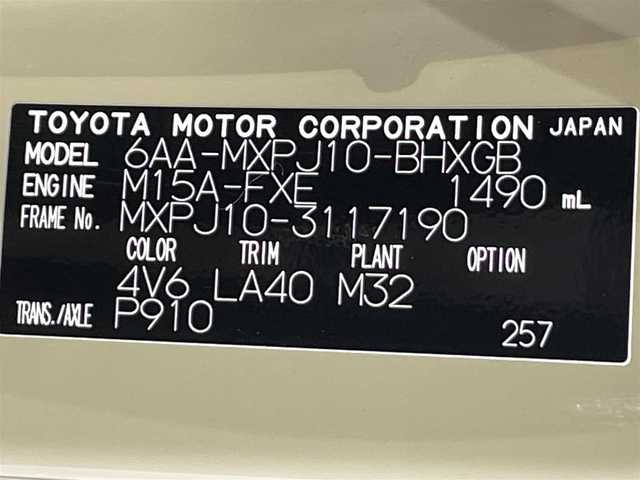 TOYOTA MOTOR CORPORATION JAPAN
MODEL 6AA-MXPJ10-BHXGB
ENGINE M15A-FXE 1490 mL
FRAME No. MXPJ10-3117190
COLOR TRIM PLANT OPTION
4V6 LA40 M32
TRANS./AXLE P910 257